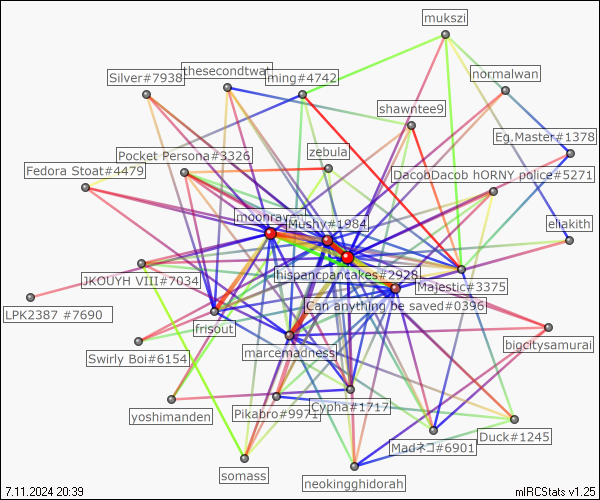 mukszi
thesecondtwat
Silver#7938
ming#4742
normalwan
shawntee9
Eg.Master#1378
Pocket Persona#3326
zebula
Fedora Stoat#4479
DacobDacob hORNY police#5271
moonray
Mushy#1984
eliakith
hispancpancakes#2928
JKOUYH VIII#7034
Majestic#3375
LPK2387 #7690
Can anything be saved#0396
frisout
bigcitysamurai
Swirly Boi#6154
marcemadness
yoshimanden
Pikabro#9971
Cypha#1717
Duck#1245
Madネコ#6901
somass
neokingghidorah
7.11.2024 20:39
mIRCStats v1.25